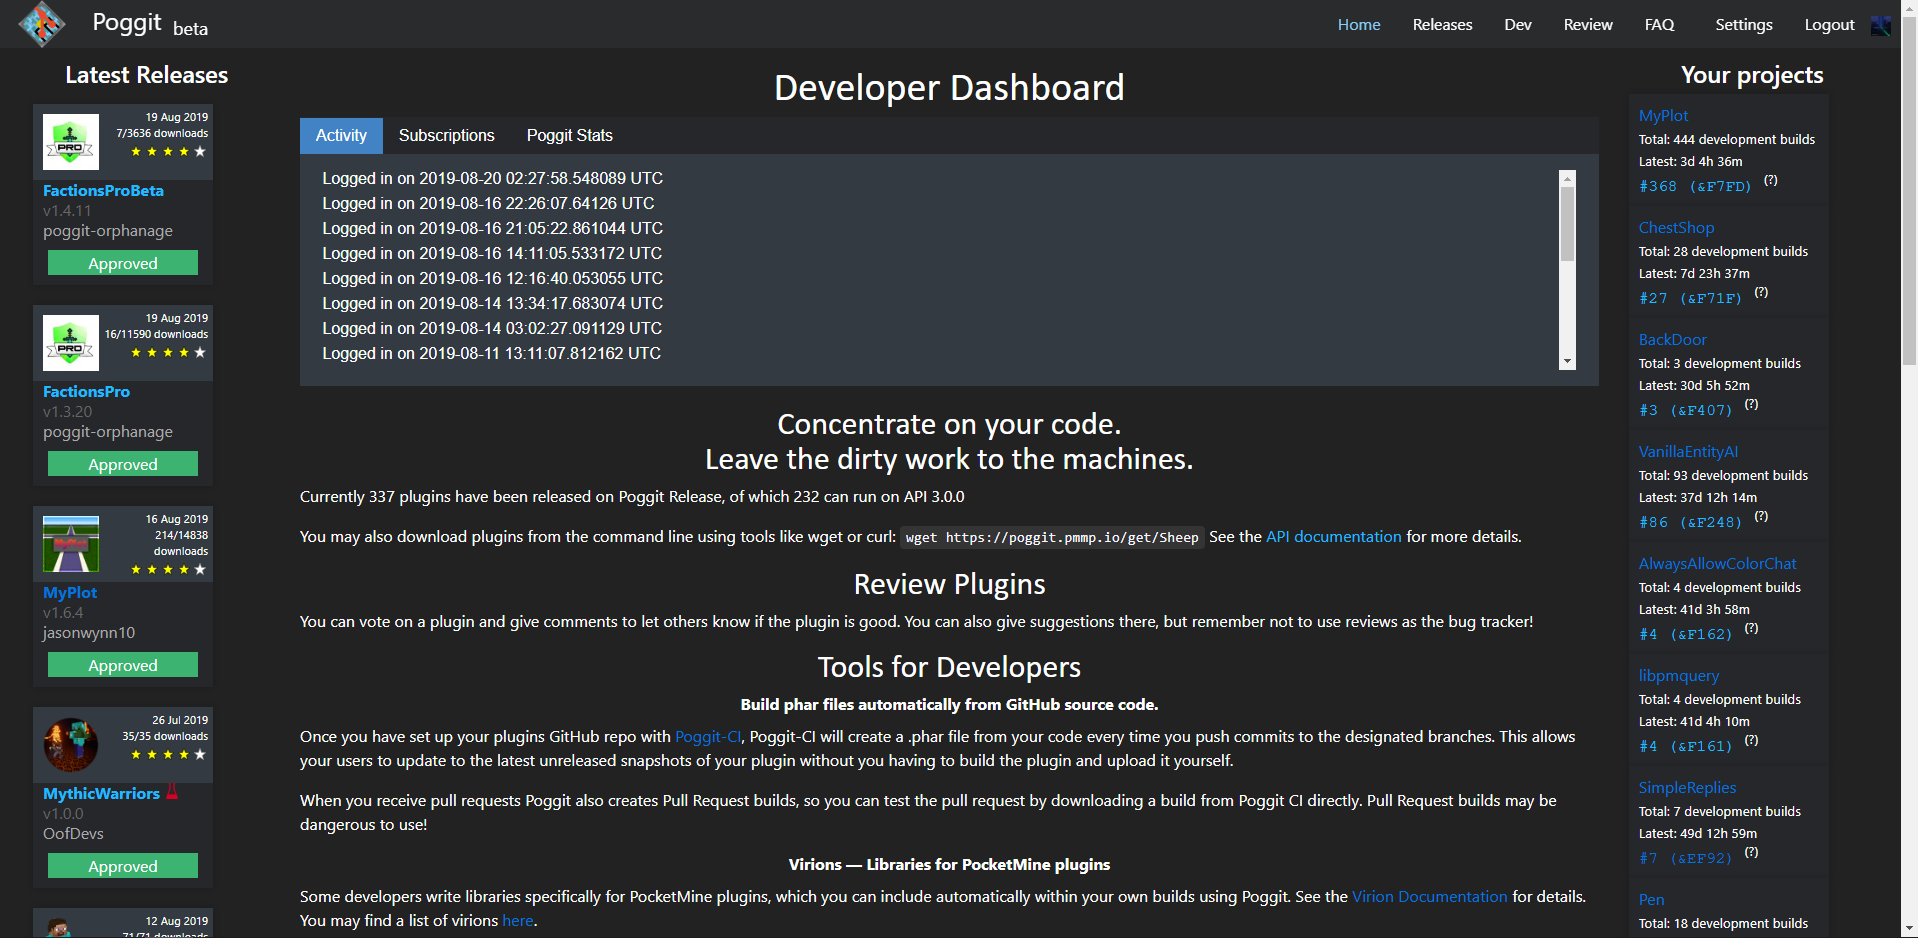 Poggit beta
Home Releases Dev Review FAQ Settings Logout
Latest Releases
19 Aug 2019
7/3636 downloads
★ ★ ★ ★ ★
PRO
FactionsProBeta
v1.4.11
poggit-orphanage
Approved
19 Aug 2019
16/11590 downloads
★ ★ ★ ★ ★
PRO
FactionsPro
v1.3.20
poggit-orphanage
Approved
16 Aug 2019
214/14838
downloads
★ ★ ★ ★ ★
MyPlot
MyPlot
v1.6.4
jasonwynn10
Approved
26 Jul 2019
35/35 downloads
★ ★ ★ ★ ★
MythicWarriors
v1.0.0
OofDevs
Approved
12 Aug 2019
71/71 downloads
Developer Dashboard
Activity Subscriptions Poggit Stats
Logged in on 2019-08-20 02:27:58.548089 UTC
Logged in on 2019-08-16 22:26:07.64126 UTC
Logged in on 2019-08-16 21:05:22.861044 UTC
Logged in on 2019-08-16 14:11:05.533172 UTC
Logged in on 2019-08-16 12:16:40.053055 UTC
Logged in on 2019-08-14 13:34:17.683074 UTC
Logged in on 2019-08-14 03:02:27.091129 UTC
Logged in on 2019-08-11 13:11:07.812162 UTC
Concentrate on your code.
Leave the dirty work to the machines.
Currently 337 plugins have been released on Poggit Release, of which 232 can run on API 3.0.0
You may also download plugins from the command line using tools like wget or curl: wget https://poggit.pmmp.io/get/Sheep See the API documentation for more details.
Review Plugins
You can vote on a plugin and give comments to let others know if the plugin is good. You can also give suggestions there, but remember not to use reviews as the bug tracker!
Tools for Developers
Build phar files automatically from GitHub source code.
Once you have set up your plugins GitHub repo with Poggit-CI, Poggit-CI will create a .phar file from your code every time you push commits to the designated branches. This allows
your users to update to the latest unreleased snapshots of your plugin without you having to build the plugin and upload it yourself.
When you receive pull requests Poggit also creates Pull Request builds, so you can test the pull request by downloading a build from Poggit CI directly. Pull Request builds may be
dangerous to use!
Virions — Libraries for PocketMine plugins
Some developers write libraries specifically for PocketMine plugins, which you can include automatically within your own builds using Poggit. See the Virion Documentation for details.
You may find a list of virions here.
Your projects
MyPlot
Total: 444 development builds
Latest: 3d 4h 36m
#368 (&F7FD) (?)
ChestShop
Total: 28 development builds
Latest: 7d 23h 37m
#27 (&F71F) (?)
BackDoor
Total: 3 development builds
Latest: 30d 5h 52m
#3 (&F407) (?)
VanillaEntityAI
Total: 93 development builds
Latest: 37d 12h 14m
#86 (&F248) (?)
AlwaysAllowColorChat
Total: 4 development builds
Latest: 41d 3h 58m
#4 (&F162) (?)
libpmquery
Total: 4 development builds
Latest: 41d 4h 10m
#4 (&F161) (?)
SimpleReplies
Total: 7 development builds
Latest: 49d 12h 59m
#7 (&EF92) (?)
Pen
Total: 18 development builds